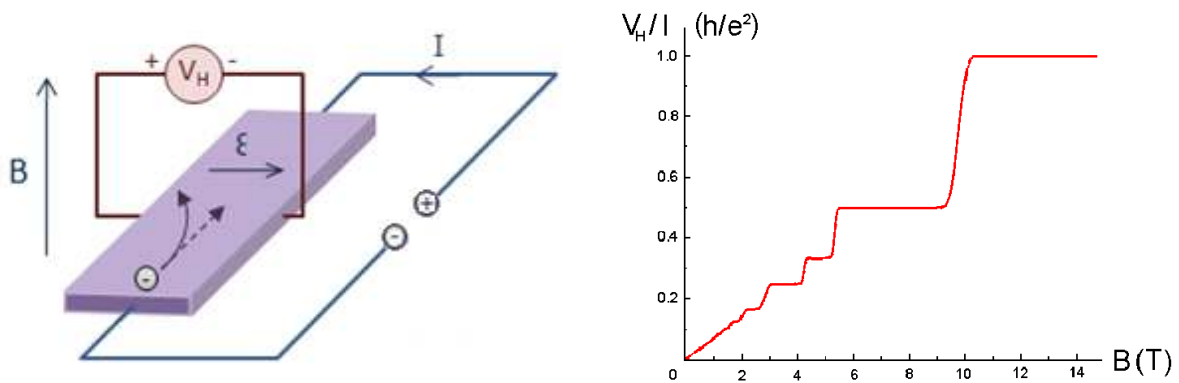 I
+ V_H -
B
ε
-
+
-
V_H/I (h/e²)
1.0
0.8
0.6
0.4
0.2
0 2 4 6 8 10 12 14
B(T)